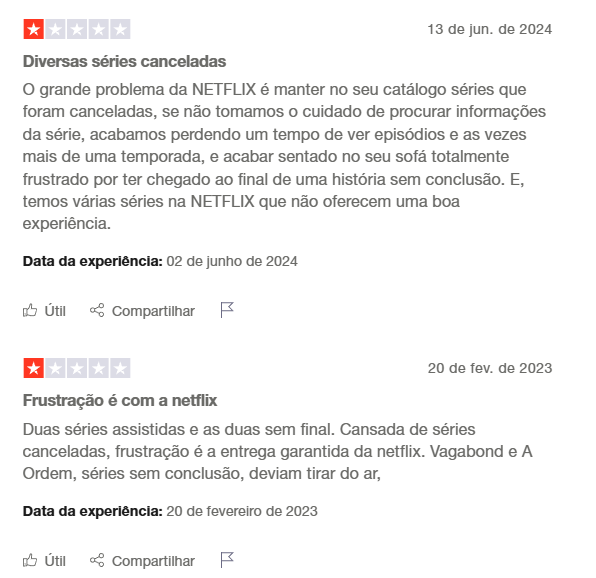 13 de jun. de 2024
Diversas séries canceladas
O grande problema da NETFLIX é manter no seu catálogo séries que
foram canceladas, se não tomamos o cuidado de procurar informações
da série, acabamos perdendo um tempo de ver episódios e as vezes
mais de uma temporada, e acabar sentado no seu sofá totalmente
frustrado por ter chegado ao final de uma história sem conclusão. E,
temos várias séries na NETFLIX que não oferecem uma boa
experiência.
Data da experiência: 02 de junho de 2024
Útil Compartilhar
20 de fev. de 2023
Frustração é com a netflix
Duas séries assistidas e as duas sem final. Cansada de séries
canceladas, frustração é a entrega garantida da netflix. Vagabond e A
Ordem, séries sem conclusão, deviam tirar do ar,
Data da experiência: 20 de fevereiro de 2023
Útil Compartilhar